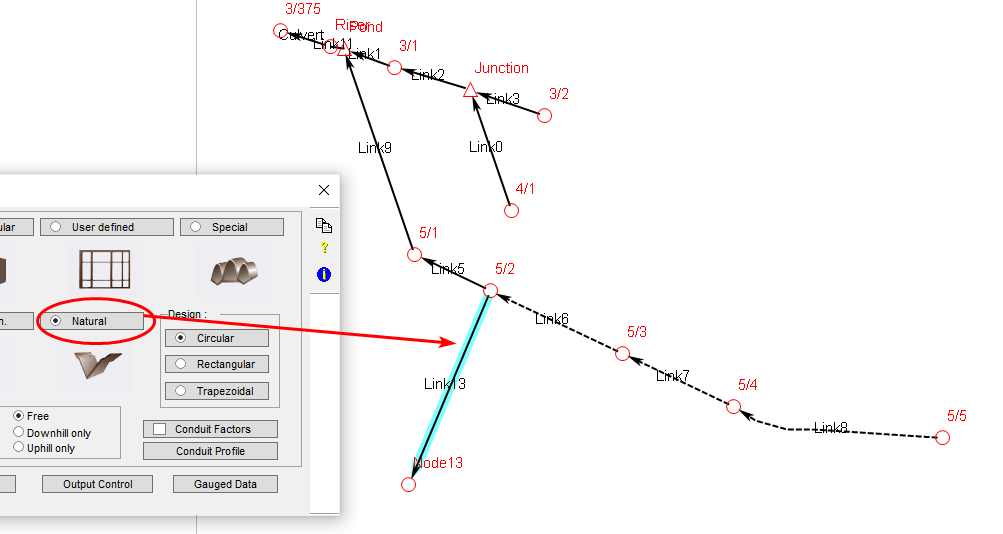 3/375
Riser
Pond
Culvert
Link11
Link1
3/1
Link2
Junction
Link3
3/2
Link9
Link0
4/1
ular
User defined
Special
5/1
Link5
5/2
n.
Natural
Design :
Circular
Rectangular
Trapezoidal
Link6
5/3
Link7
5/4
Link8
5/5
Link13
Free
Downhill only
Uphill only
Conduit Factors
Conduit Profile
Node13
Output Control
Gauged Data